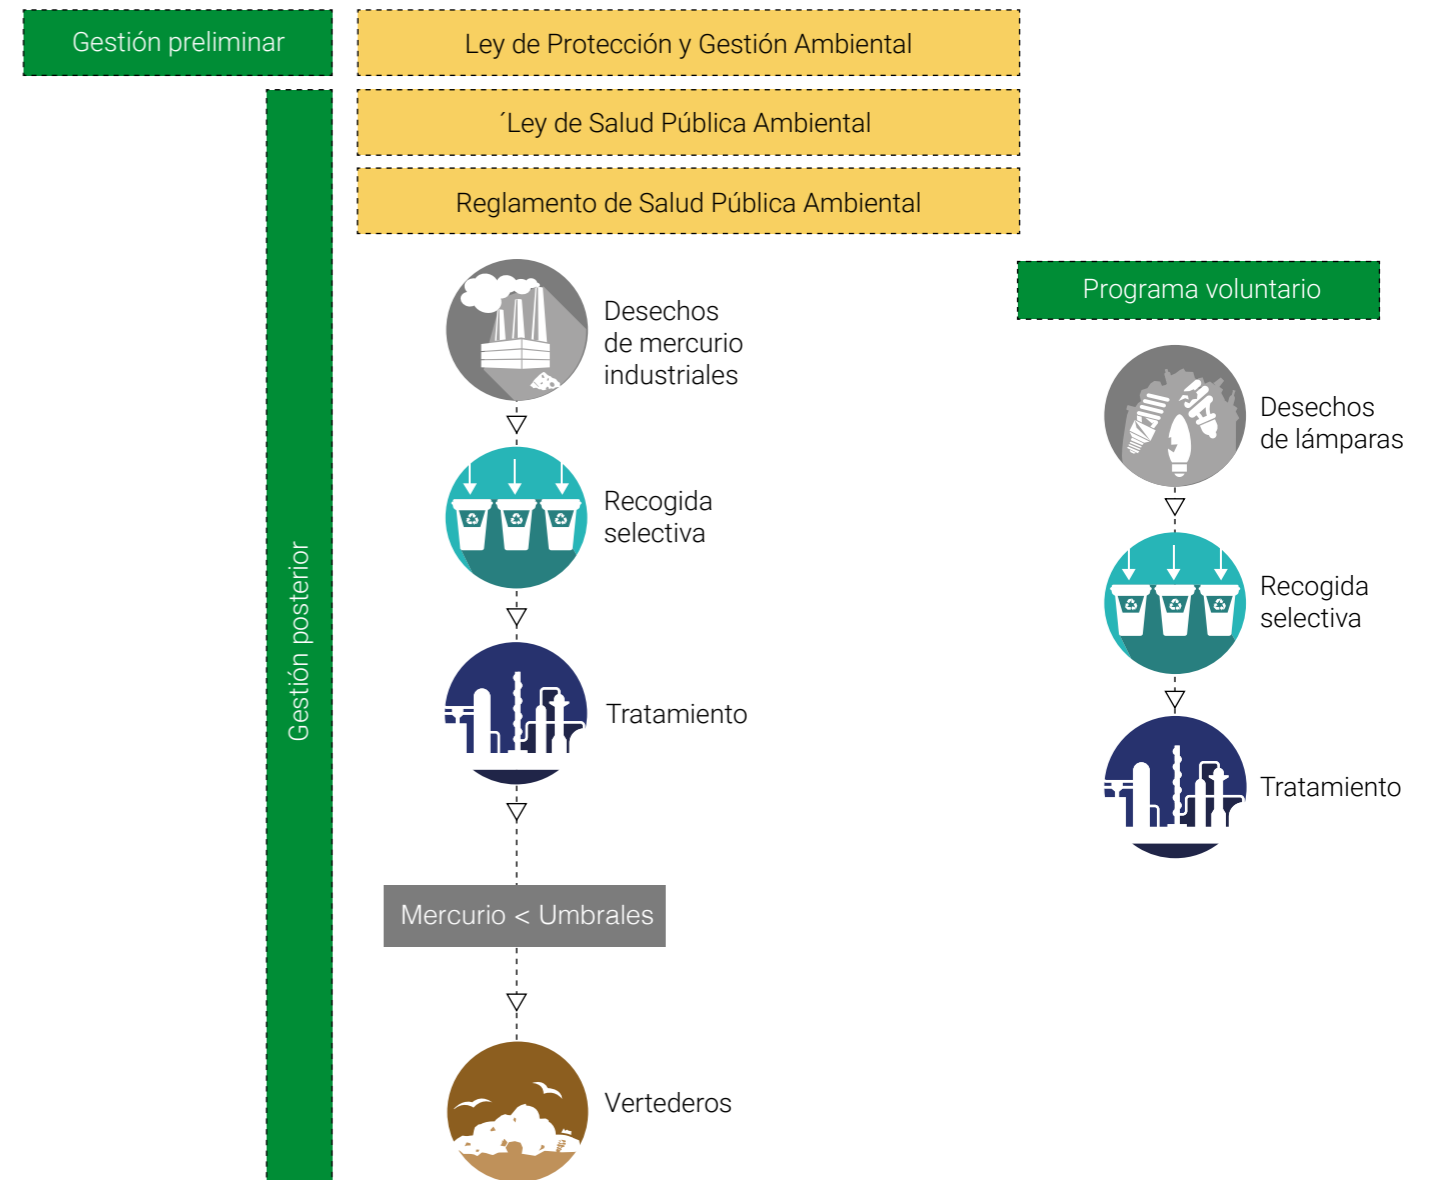 Gestión preliminar
Ley de Protección y Gestión Ambiental
´Ley de Salud Pública Ambiental
Reglamento de Salud Pública Ambiental
Gestión posterior
Desechos
de mercurio
industriales
Recogida
selectiva
Tratamiento
Mercurio < Umbrales
Vertederos
Programa voluntario
Desechos
de lámparas
Recogida
selectiva
Tratamiento